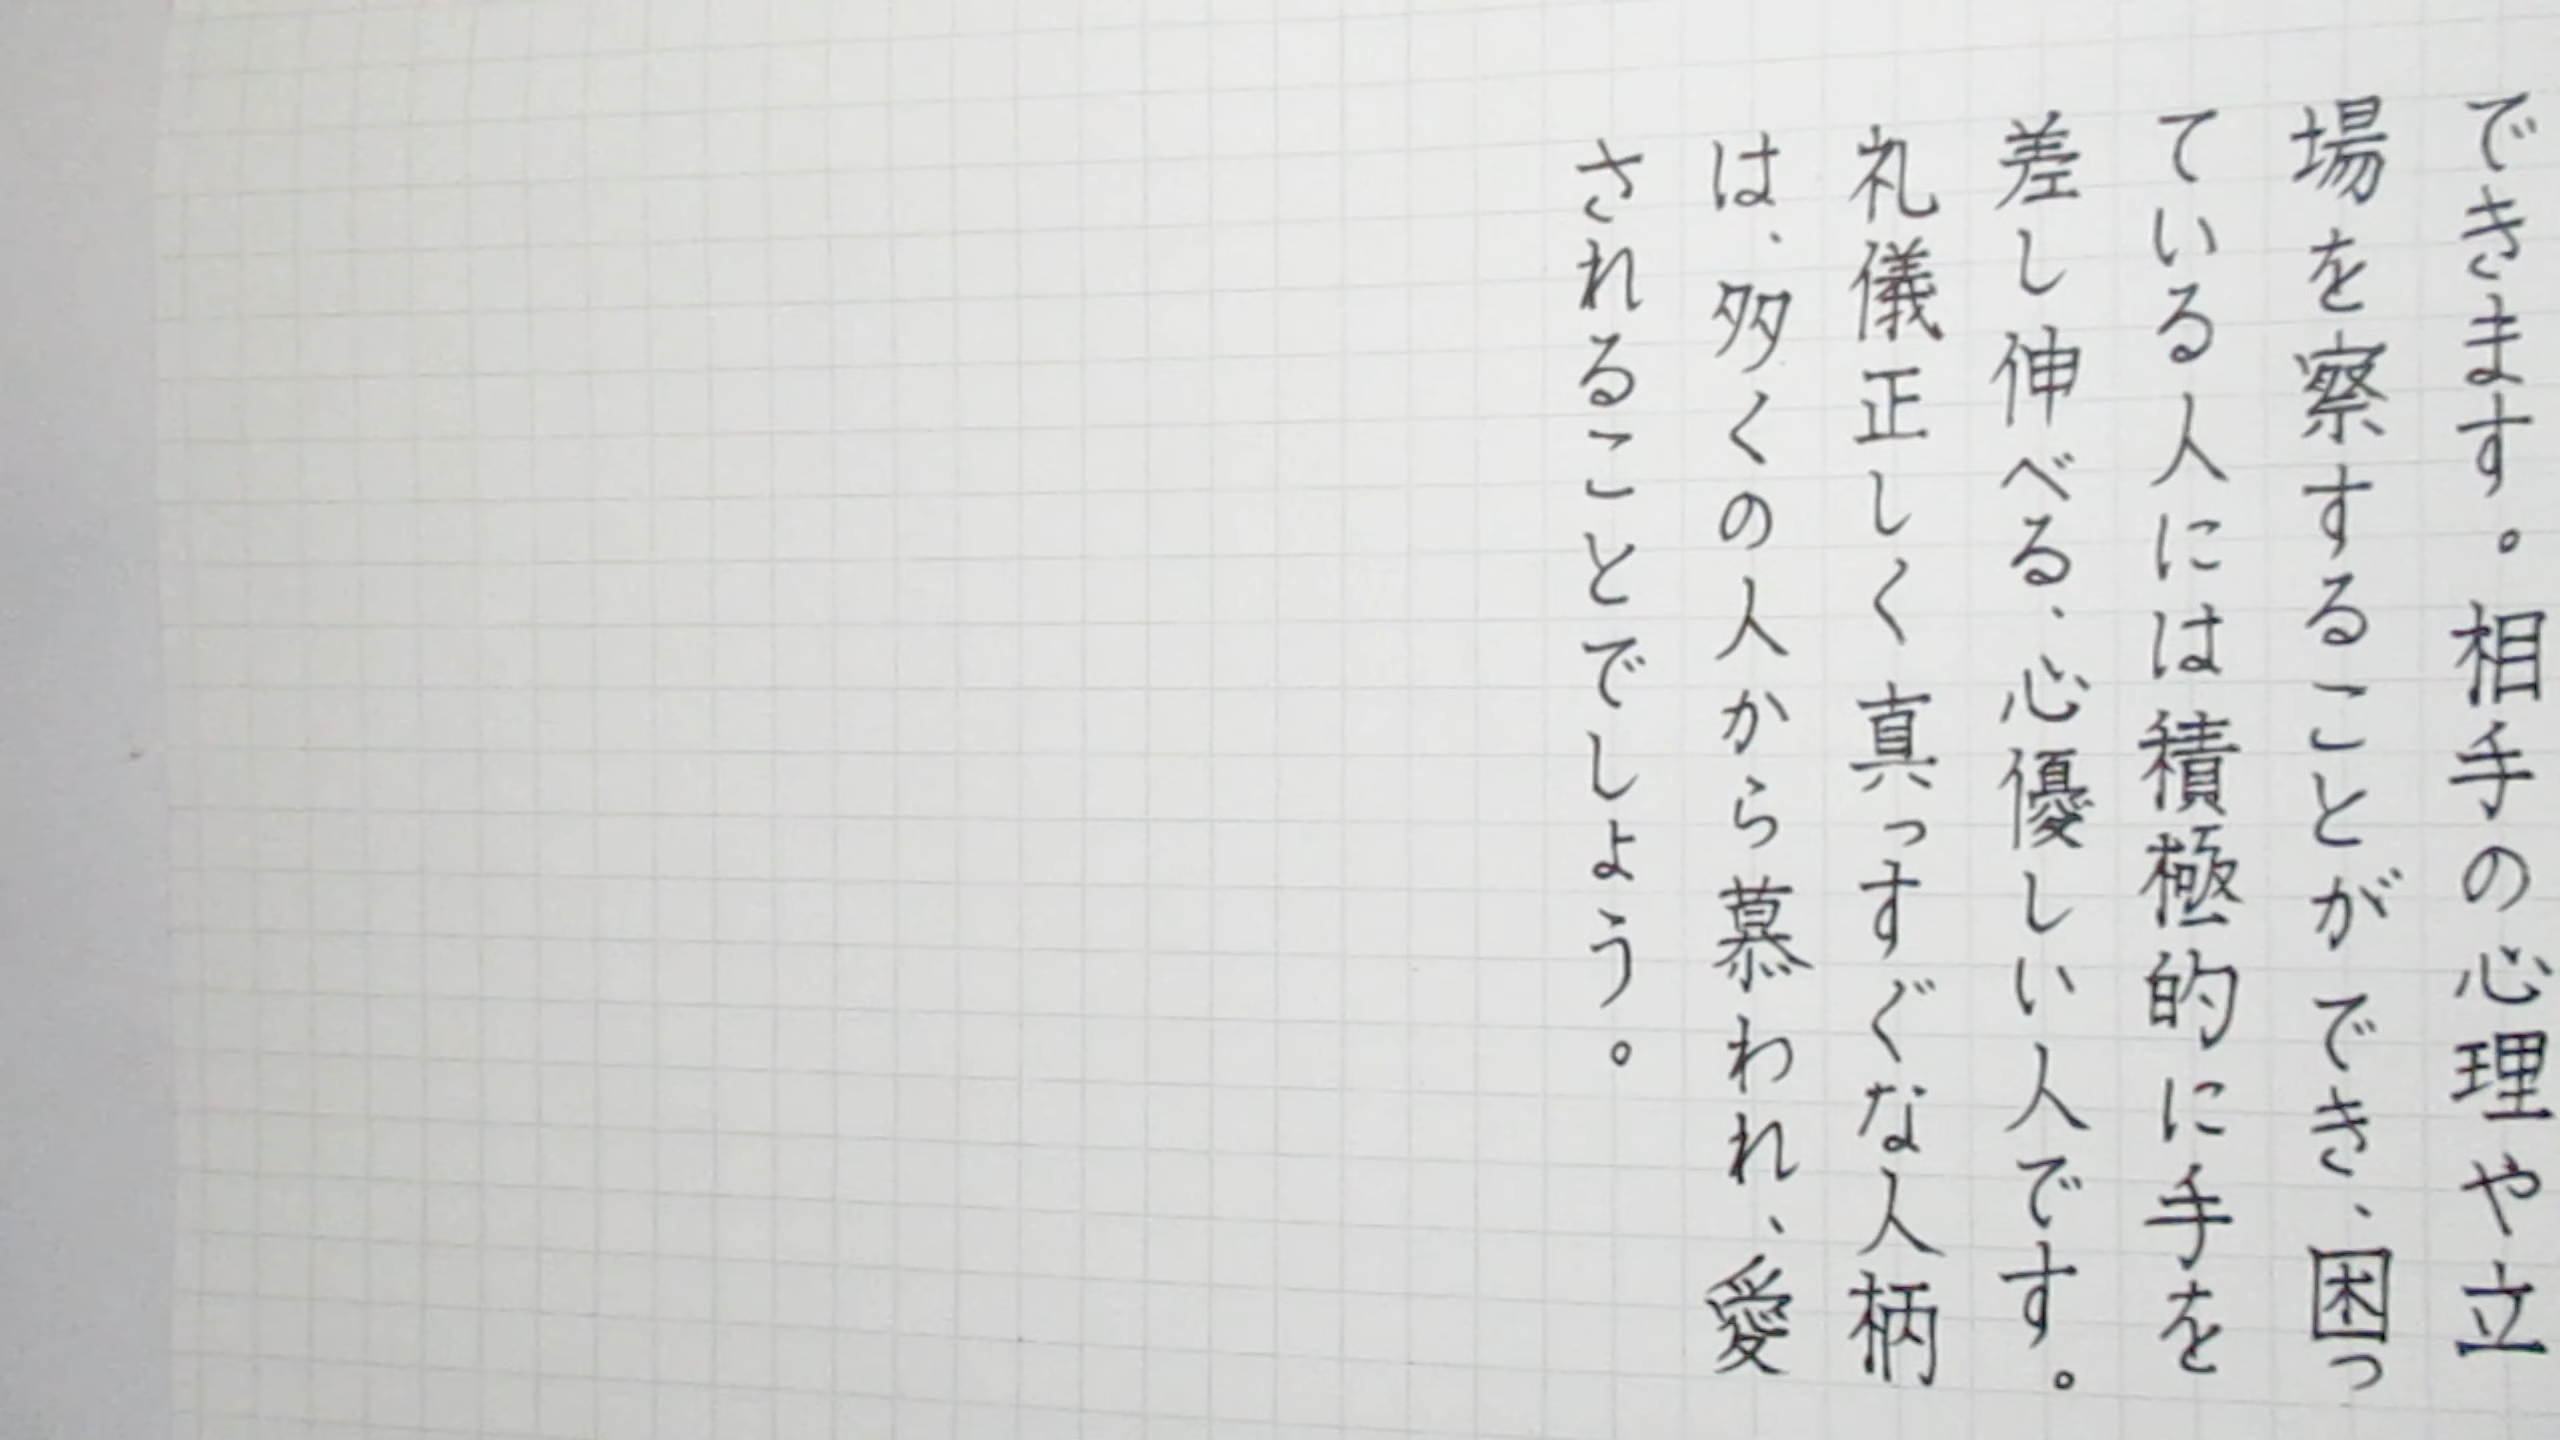 できます。相手の心理や立
場を察することができ、困っ
ている人には積極的に手を
差し伸べる、心優しい人です。
礼儀正しく真っすぐな人柄
は、多くの人から慕われ、愛
されることでしょう。